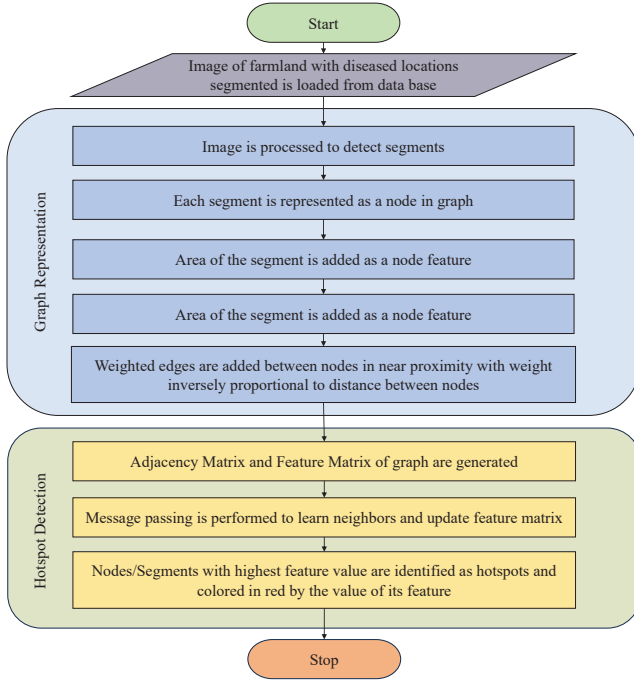 Start
Image of farmland with diseased locations
segmented is loaded from data base
Graph Representation
Image is processed to detect segments
Each segment is represented as a node in graph
Area of the segment is added as a node feature
Area of the segment is added as a node feature
Weighted edges are added between nodes in near proximity with weight
inversely proportional to distance between nodes
Hotspot Detection
Adjacency Matrix and Feature Matrix of graph are generated
Message passing is performed to learn neighbors and update feature matrix
Nodes/Segments with highest feature value are identified as hotspots and
colored in red by the value of its feature
Stop